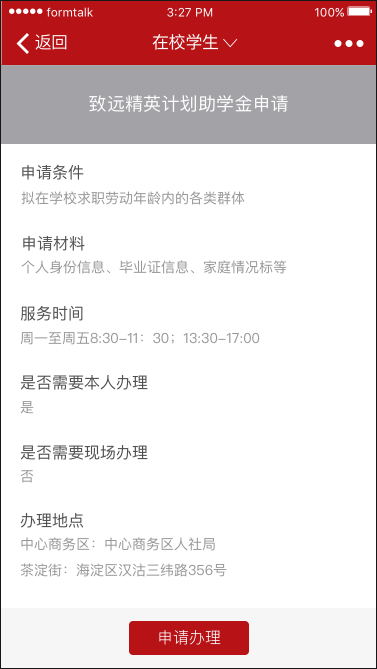 formtalk 3:27 PM 100%
返回 在校学生
致远精英计划助学金申请
申请条件
拟在学校求职劳动年龄内的各类群体
申请材料
个人身份信息、毕业证信息、家庭情况标等
服务时间
周一至周五8:30-11：30；13:30-17:00
是否需要本人办理
是
是否需要现场办理
否
办理地点
中心商务区：中心商务区人社局
茶淀街：海淀区汉沽三纬路356号
申请办理